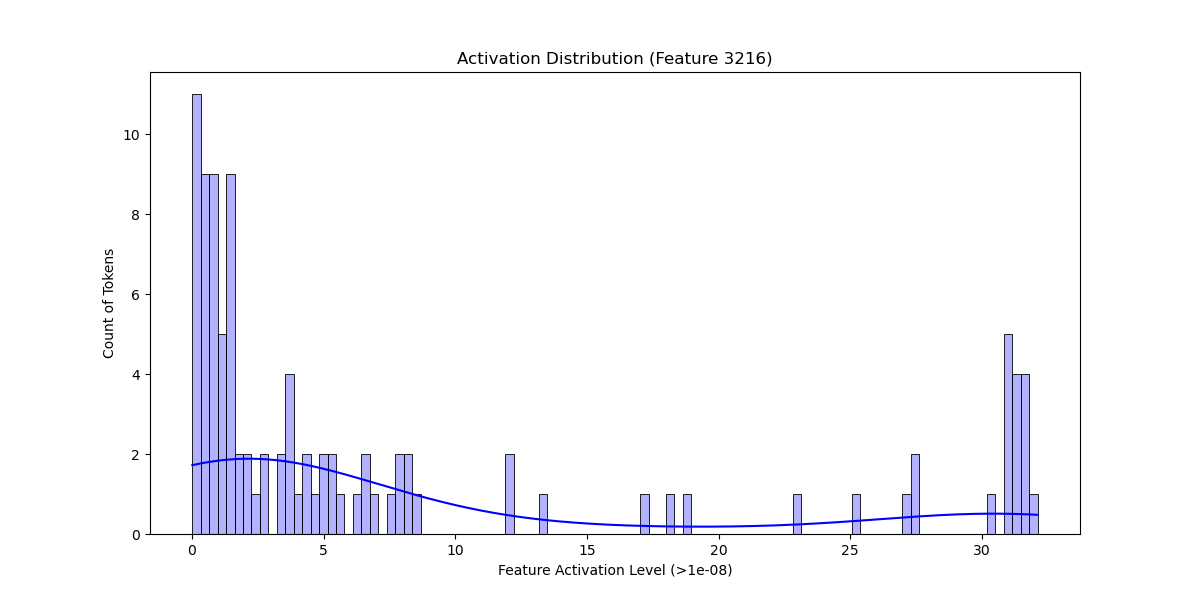 Activation Distribution (Feature 3216)
Count of Tokens
10
8
6
4
2
0
0 5 10 15 20 25 30
Feature Activation Level (>1e-08)